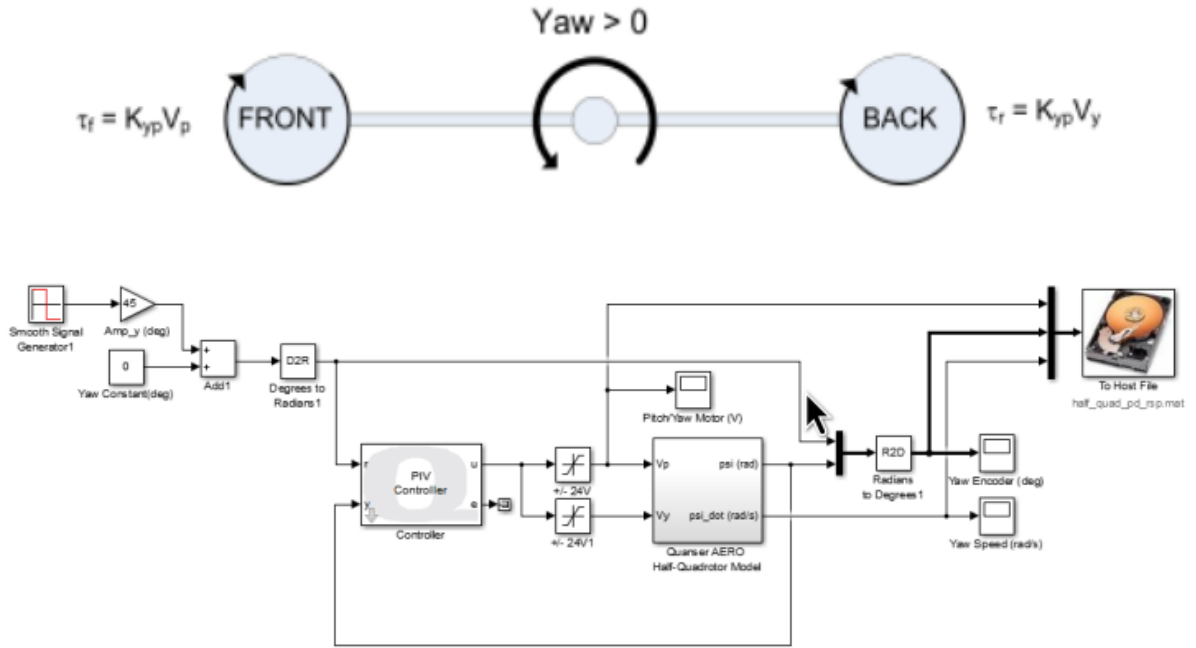 Yaw > 0
FRONT
BACK
τf = KypVp
τr = KypVy
Smooth Signal
Generator1
45
Amp_y (deg)
0
Yaw Constant(deg)
+
+
Add1
D2R
Degrees to
Radians1
PIV
Controller
r
y
u
e
Controller
+/- 24V
+/- 24V1
Pitch/Yaw Motor (V)
Vp
Vy
psi (rad)
psi_dot (rad/s)
Quanser AERO
Half-Quadrotor Model
R2D
Radians
to Degrees1
Yaw Encoder (deg)
Yaw Speed (rad/s)
To Host File
half_quad_pd_rsp.mat